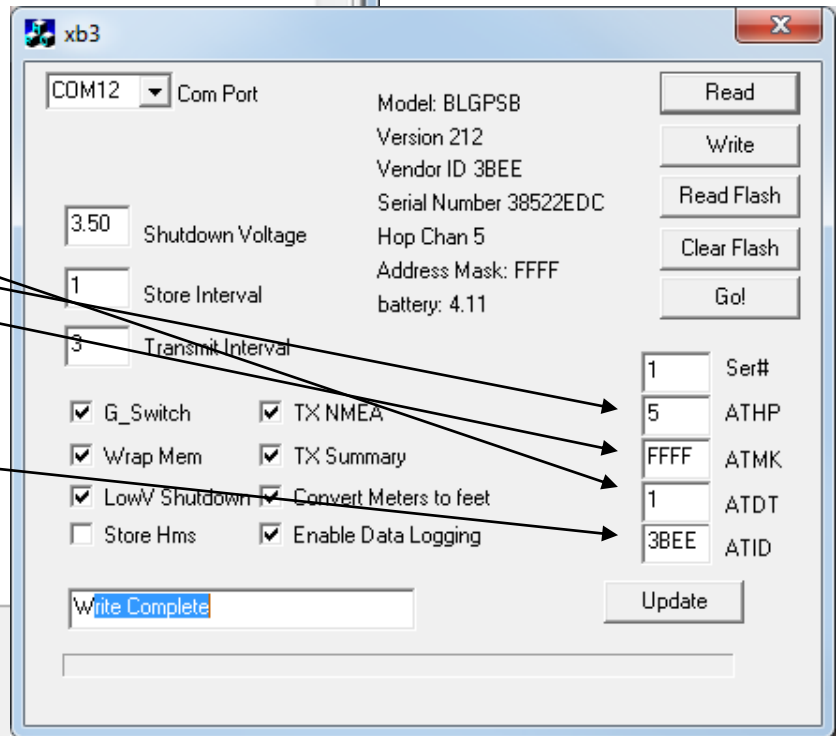 xb3
COM12 Com Port
Model: BLGPSB
Version 212
Vendor ID 3BEE
Serial Number 38522EDC
Hop Chan 5
Address Mask: FFFF
battery: 4.11
Read
Write
Read Flash
Clear Flash
Go!
3.50 Shutdown Voltage
1 Store Interval
3 Transmit Interval
1 Ser#
5 ATHP
FFFF ATMK
1 ATDT
3BEE ATID
G_Switch TX NMEA
Wrap Mem TX Summary
LowV Shutdown Convert Meters to feet
Store Hms Enable Data Logging
Write Complete
Update